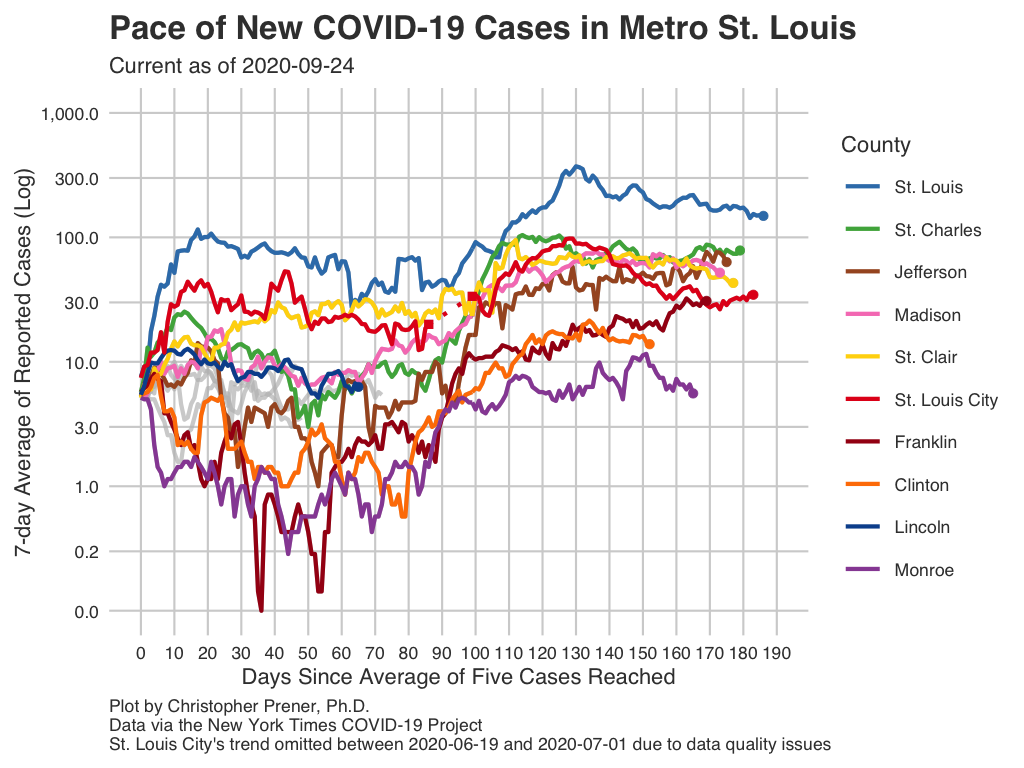 Pace of New COVID-19 Cases in Metro St. Louis
Current as of 2020-09-24
7-day Average of Reported Cases (Log)
1,000.0
300.0
100.0
30.0
10.0
3.0
1.0
0.2
0.0
0 10 20 30 40 50 60 70 80 90 100 110 120 130 140 150 160 170 180 190
Days Since Average of Five Cases Reached
County
St. Louis
St. Charles
Jefferson
Madison
St. Clair
St. Louis City
Franklin
Clinton
Lincoln
Monroe
Plot by Christopher Prener, Ph.D.
Data via the New York Times COVID-19 Project
St. Louis City's trend omitted between 2020-06-19 and 2020-07-01 due to data quality issues